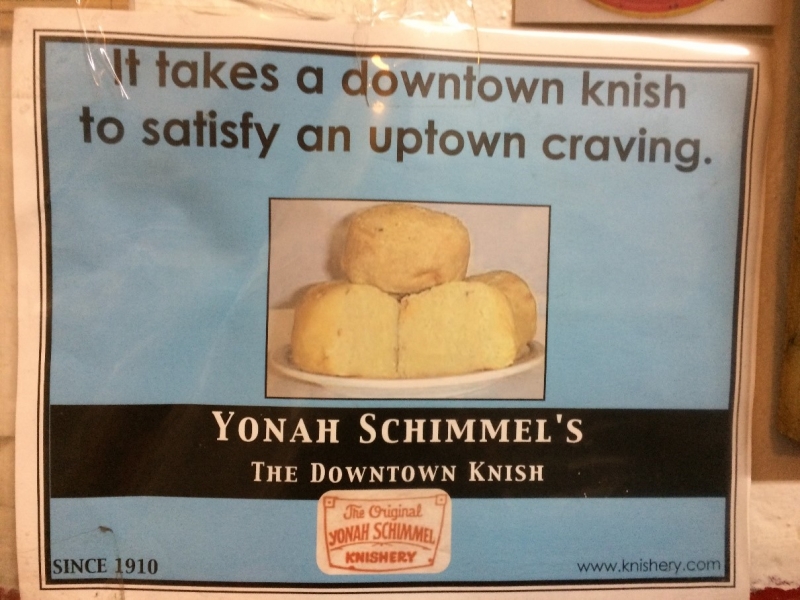 It takes a downtown knish
to satisfy an uptown craving.
YONAH SCHIMMEL'S
THE DOWNTOWN KNISH
The Original
YONAH SCHIMMEL
KNISHERY
SINCE 1910
www.knishery.com